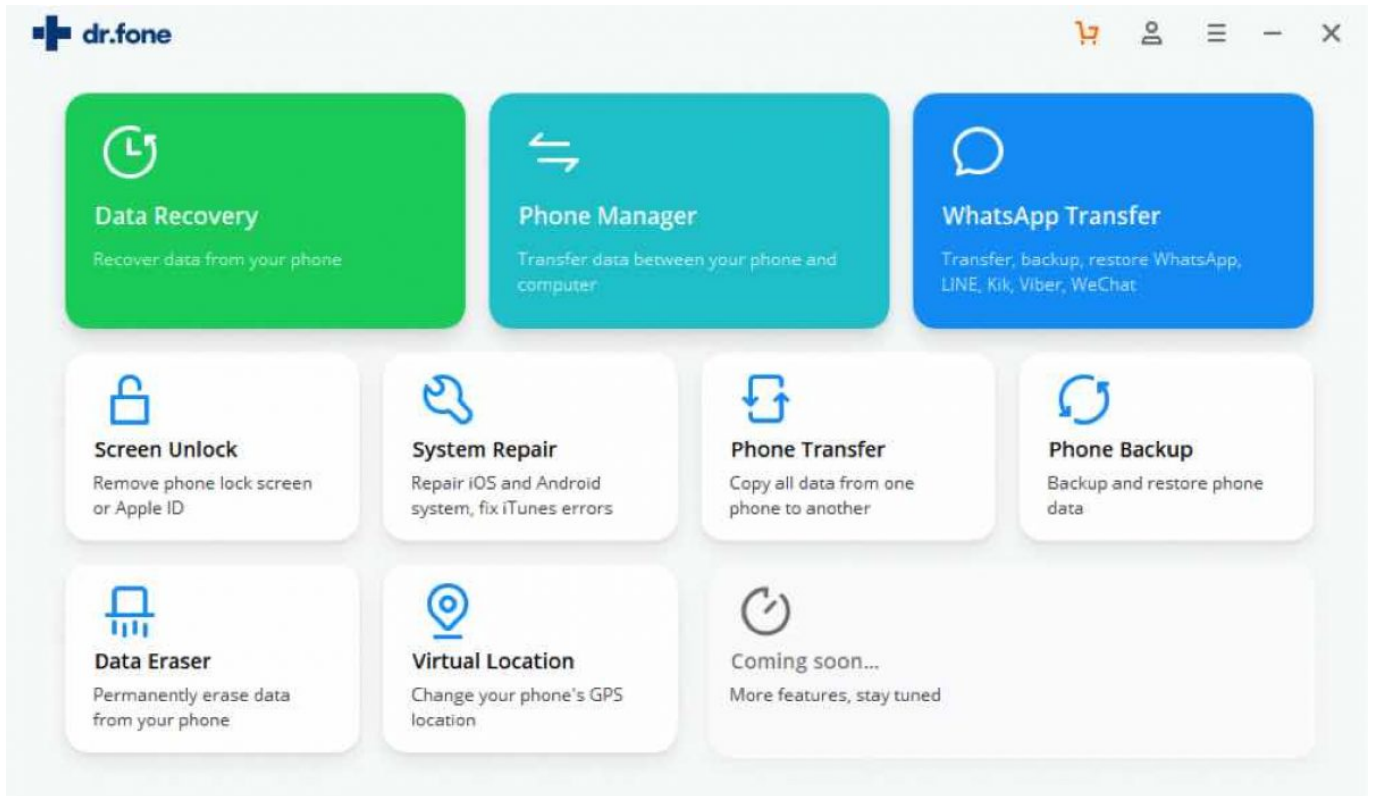 dr.fone
Data Recovery
Recover data from your phone
Phone Manager
Transfer data between your phone and
computer
WhatsApp Transfer
Transfer, backup, restore WhatsApp,
LINE, Kik, Viber, WeChat
Screen Unlock
Remove phone lock screen
or Apple ID
System Repair
Repair iOS and Android
system, fix iTunes errors
Phone Transfer
Copy all data from one
phone to another
Phone Backup
Backup and restore phone
data
Data Eraser
Permanently erase data
from your phone
Virtual Location
Change your phone's GPS
location
Coming soon...
More features, stay tuned